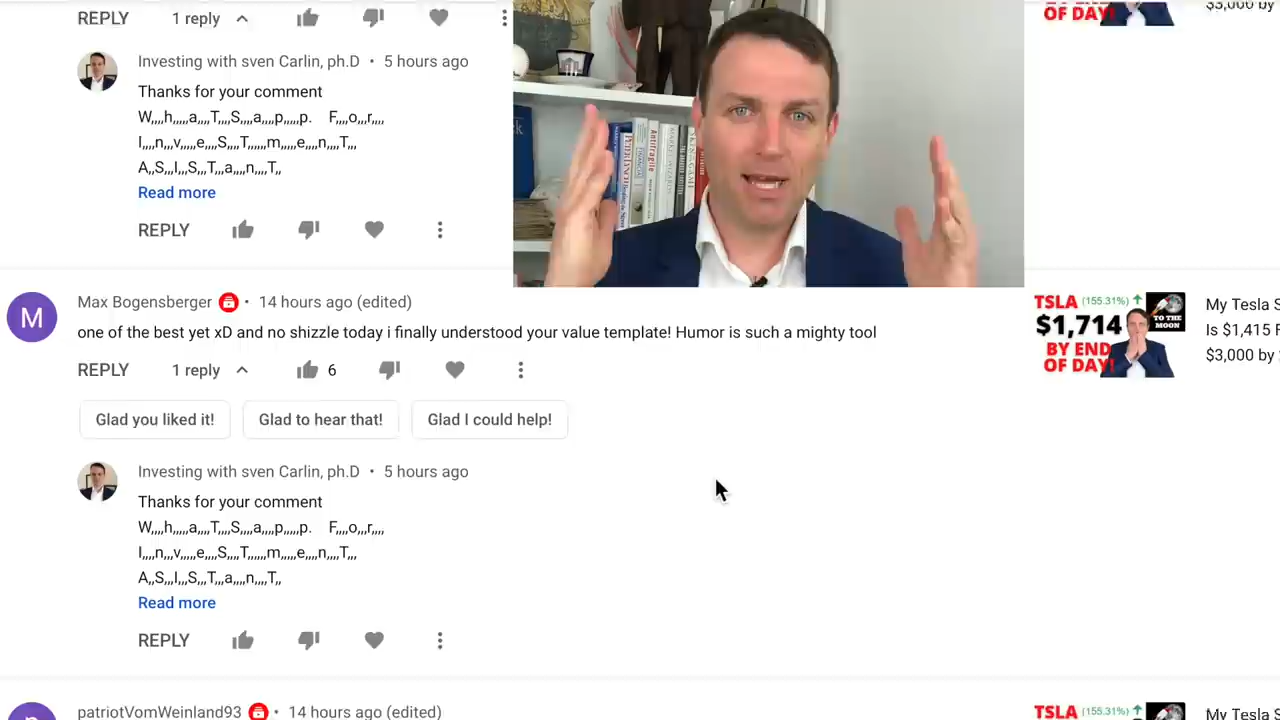 REPLY 1 reply
Investing with sven Carlin, ph.D • 5 hours ago
Thanks for your comment
W,,,,h,,,,,a,,,,T,,,,S,,,,a,,,,p,,,,,p. F,,,,o,,,r,,,,
I,,,,n,,,v,,,,,e,,,,S,,,,T,,,,,,m,,,,,e,,,,n,,,,T,,,
A,,S,,,I,,,S,,,T,,,a,,,,n,,,,T,,
Read more
REPLY
OF DAY!
$3,000 by
Antifragile
MARKET WIZARDS
Max Bogensberger • 14 hours ago (edited)
one of the best yet xD and no shizzle today i finally understood your value template! Humor is such a mighty tool
REPLY 1 reply 6
Glad you liked it! Glad to hear that! Glad I could help!
TSLA (155.31%)
$1,714
BY END
OF DAY!
TO THE
MOON
My Tesla S
Is $1,415 F
$3,000 by
Investing with sven Carlin, ph.D • 5 hours ago
Thanks for your comment
W,,,,h,,,,,a,,,,T,,,,S,,,,a,,,,p,,,,,p. F,,,,o,,,r,,,,
I,,,,n,,,v,,,,,e,,,,S,,,,T,,,,,,m,,,,,e,,,,n,,,,T,,,
A,,S,,,I,,,S,,,T,,,a,,,,n,,,,T,,
Read more
REPLY
patriotVomWeinland93 • 14 hours ago (edited)
TSLA (155.31%)
My Tesla S